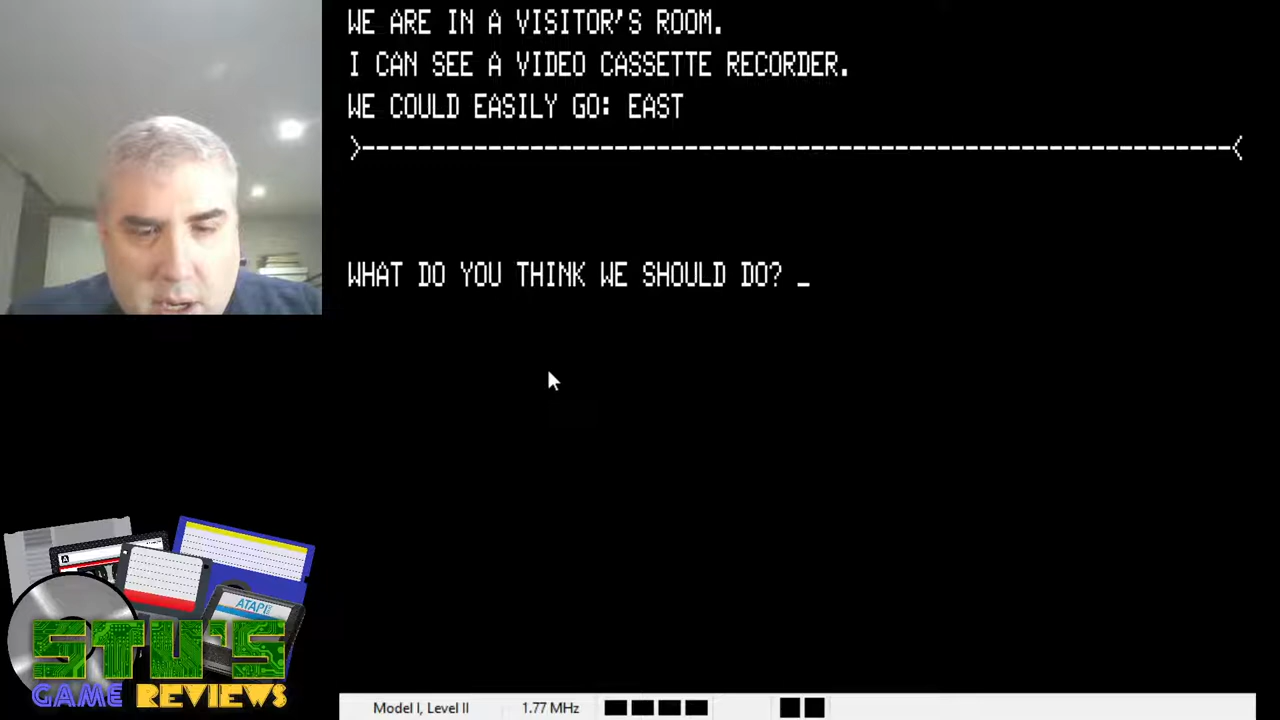 WE ARE IN A VISITOR'S ROOM.
I CAN SEE A VIDEO CASSETTE RECORDER.
WE COULD EASILY GO: EAST
>--------------------------------------------------------------<
WHAT DO YOU THINK WE SHOULD DO? _
A
ATAPI
STU'S
GAME REVIEWS
Model I, Level II 1.77 MHz